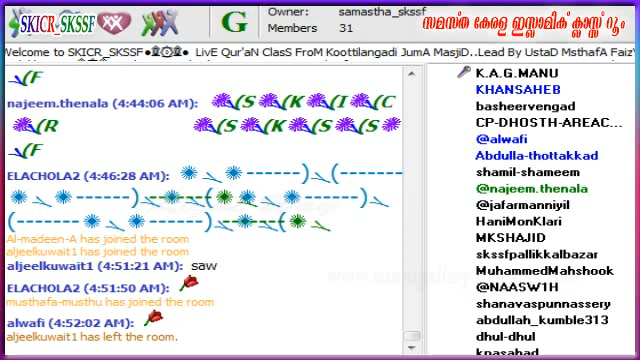 SKICR_SKSSF
G
Owner: samastha_skssf
Members 31
സമസ്ത കേരള ഇസ്ലാമിക് ക്ലാസ്സ് റൂം
Welcome to SKICR_SKSSF LivE Qur'aN ClasS FroM Koottilangadi JumA MasjiD..Lead By UstaD MsthafA Faiz
(F
najeem.thenala (4:44:06 AM): (S (K (I (C
(R (S (K (S (S
(F
ELACHOLA2 (4:46:28 AM):
Al-madeen-A has joined the room
aljeelkuwait1 has joined the room
aljeelkuwait1 (4:51:21 AM): saw
ELACHOLA2 (4:51:50 AM):
musthafa-musthu has joined the room
alwafi (4:52:02 AM):
aljeelkuwait1 has left the room.
K.A.G.MANU
KHANSAHEB
basheervengad
CP-DHOSTH-AREAC...
@alwafi
Abdulla-thottakkad
shamil-shameem
@najeem.thenala
@jafarmanniyil
HaniMonKlari
MKSHAJID
skssfpallikkalbazar
MuhammedMahshook
@NAASW1H
shanavaspunnassery
abdullah_kumble313
dhul-dhul
kpasahad